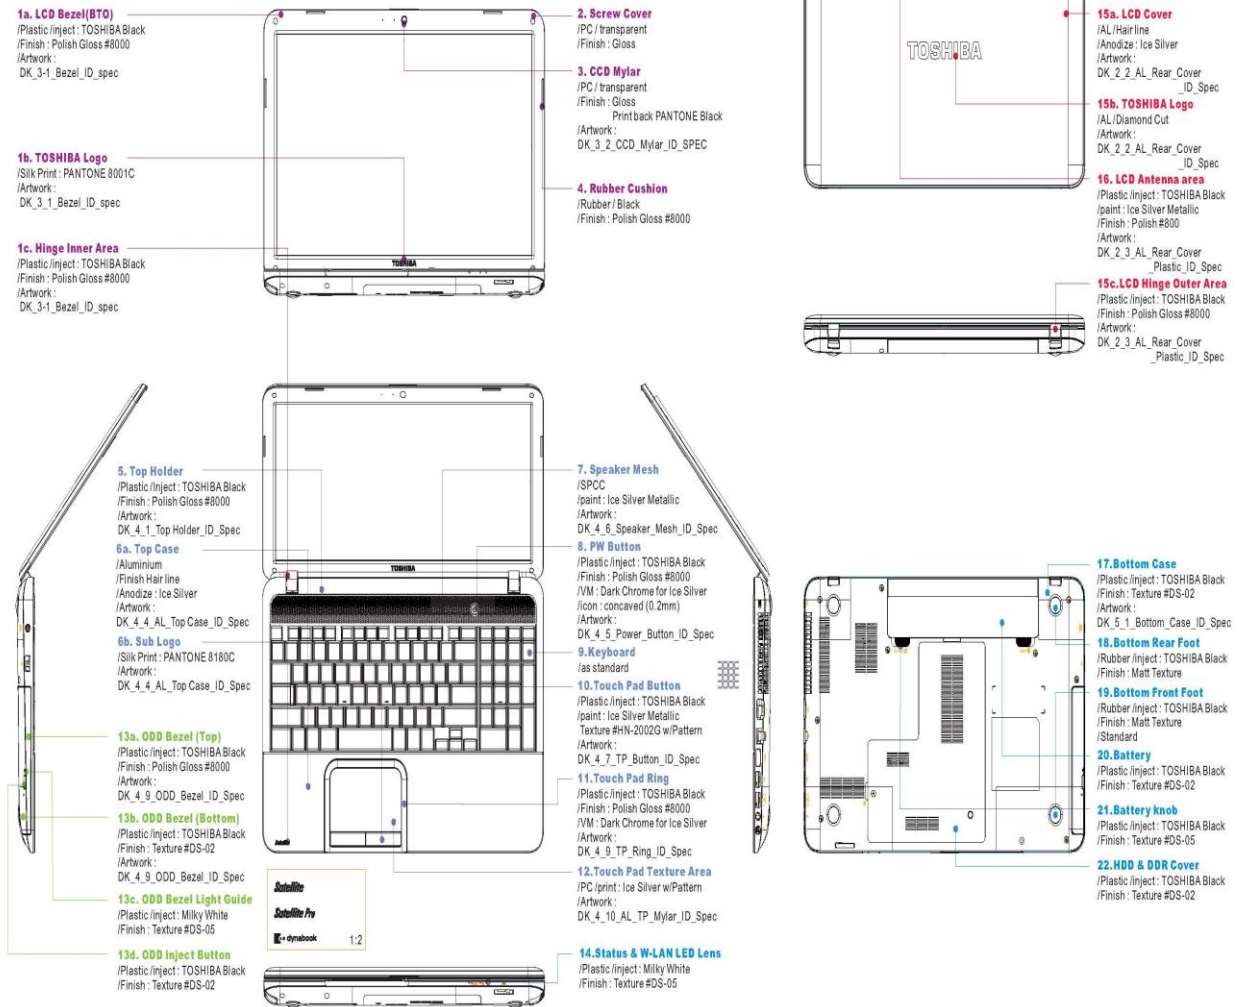 1a. LCD Bezel(BTO)
/Plastic /inject : TOSHIBA Black
/Finish : Polish Gloss #8000
/Artwork :
DK_3-1_Bezel_ID_spec
1b. TOSHIBA Logo
/Silk Print : PANTONE 8001C
/Artwork :
DK_3_1_Bezel_ID_spec
1c. Hinge Inner Area
/Plastic /inject : TOSHIBA Black
/Finish : Polish Gloss #8000
/Artwork :
DK_3-1_Bezel_ID_spec
TOSHIBA
2. Screw Cover
/PC / transparent
/Finish : Gloss
3. CCD Mylar
/PC / transparent
/Finish : Gloss
Print back PANTONE Black
/Artwork :
DK_3_2_CCD_Mylar_ID_SPEC
4. Rubber Cushion
/Rubber / Black
/Finish : Polish Gloss #8000
TOSHIBA
15a. LCD Cover
/AL /Hair line
/Anodize : Ice Silver
/Artwork :
DK_2_2_AL_Rear_Cover
_ID_Spec
15b. TOSHIBA Logo
/AL /Diamond Cut
/Artwork :
DK_2_2_AL_Rear_Cover
_ID_Spec
16. LCD Antenna area
/Plastic /inject : TOSHIBA Black
/paint : Ice Silver Metallic
/Finish : Polish #800
/Artwork :
DK_2_3_AL_Rear_Cover
_Plastic_ID_Spec
15c.LCD Hinge Outer Area
/Plastic /inject : TOSHIBA Black
/Finish : Polish Gloss #8000
/Artwork :
DK_2_3_AL_Rear_Cover
_Plastic_ID_Spec
5. Top Holder
/Plastic /Inject : TOSHIBA Black
/Finish : Polish Gloss #8000
/Artwork :
DK_4_1_Top Holder_ID_Spec
6a. Top Case
/Aluminium
/Finish Hair line
/Anodize : Ice Silver
/Artwork :
DK_4_4_AL_Top Case_ID_Spec
6b. Sub Logo
/Silk Print : PANTONE 8180C
/Artwork :
DK_4_4_AL_Top Case_ID_Spec
TOSHIBA
Satellite
7. Speaker Mesh
/SPCC
/paint : Ice Silver Metallic
/Artwork :
DK_4_6_Speaker_Mesh_ID_Spec
8. PW Button
/Plastic /inject : TOSHIBA Black
/Finish : Polish Gloss #8000
/VM : Dark Chrome for Ice Silver
/icon : concaved (0.2mm)
/Artwork :
DK_4_5_Power_Button_ID_Spec
9.Keyboard
/as standard
10.Touch Pad Button
/Plastic /inject : TOSHIBA Black
/paint : Ice Silver Metallic
Texture #HN-2002G w/Pattern
/Artwork :
DK_4_7_TP_Button_ID_Spec
11.Touch Pad Ring
/Plastic /inject : TOSHIBA Black
/Finish : Polish Gloss #8000
/VM : Dark Chrome for Ice Silver
/Artwork :
DK_4_9_TP_Ring_ID_Spec
12.Touch Pad Texture Area
/PC /print : Ice Silver w/Pattern
/Artwork :
DK_4_10_AL_TP_Mylar_ID_Spec
13a. ODD Bezel (Top)
/Plastic /inject : TOSHIBA Black
/Finish : Polish Gloss #8000
/Artwork :
DK_4_9_ODD_Bezel_ID_Spec
13b. ODD Bezel (Bottom)
/Plastic /inject : TOSHIBA Black
/Finish : Texture #DS-02
/Artwork :
DK_4_9_ODD_Bezel_ID_Spec
13c. ODD Bezel Light Guide
/Plastic /inject : Milky White
/Finish : Texture #DS-05
13d. ODD inject Button
/Plastic /inject : TOSHIBA Black
/Finish : Texture #DS-02
Satellite
Satellite Pro
dynabook
1:2
14.Status & W-LAN LED Lens
/Plastic /inject : Milky White
/Finish : Texture #DS-05
17.Bottom Case
/Plastic /inject : TOSHIBA Black
/Finish : Texture #DS-02
/Artwork :
DK_5_1_Bottom_Case_ID_Spec
18.Bottom Rear Foot
/Rubber /inject : TOSHIBA Black
/Finish : Matt Texture
19.Bottom Front Foot
/Rubber /inject : TOSHIBA Black
/Finish : Matt Texture
/Standard
20.Battery
/Plastic /inject : TOSHIBA Black
/Finish : Texture #DS-02
21.Battery knob
/Plastic /inject : TOSHIBA Black
/Finish : Texture #DS-05
22.HDD & DDR Cover
/Plastic /inject : TOSHIBA Black
/Finish : Texture #DS-02